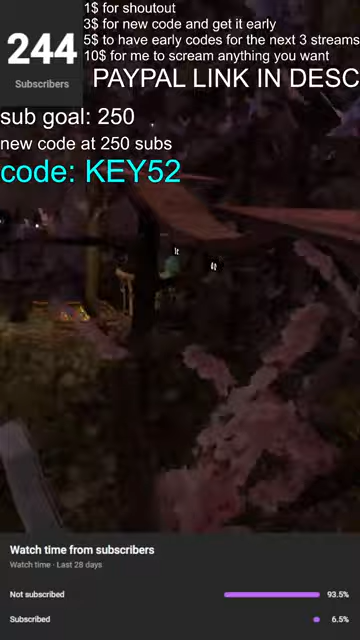 1$ for shoutout
3$ for new code and get it early
5$ to have early codes for the next 3 streams
10$ for me to scream anything you want
244
Subscribers
PAYPAL LINK IN DESC
sub goal: 250
new code at 250 subs
code: KEY52
Watch time from subscribers
Watch time · Last 28 days
Not subscribed 93.5%
Subscribed 6.5%